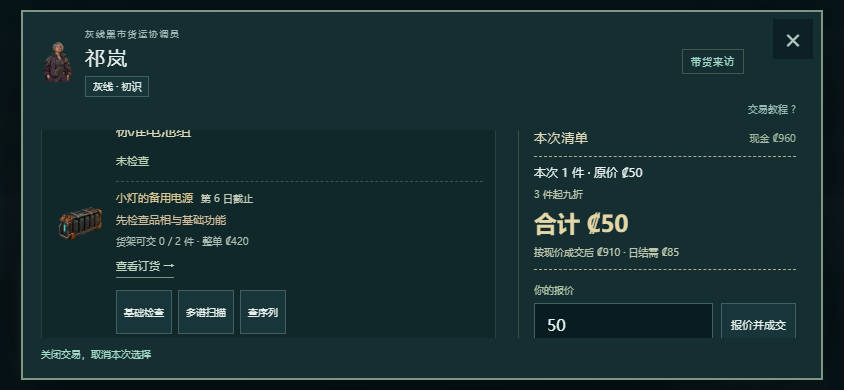 灰线黑市货运协调员
祁岚
灰线 · 初识
带货来访
×
交易教程 ?
标准电池组
未检查
小灯的备用电源 第 6 日截止
先检查品相与基础功能
货架可交 0 / 2 件 · 整单 ₡420
查看订货 →
基础检查
多谱扫描
查序列
本次清单
现金 ₡960
本次 1 件 · 原价 ₡50
3 件起九折
合计 ₡50
按现价成交后 ₡910 · 日结需 ₡85
你的报价
50
报价并成交
关闭交易，取消本次选择